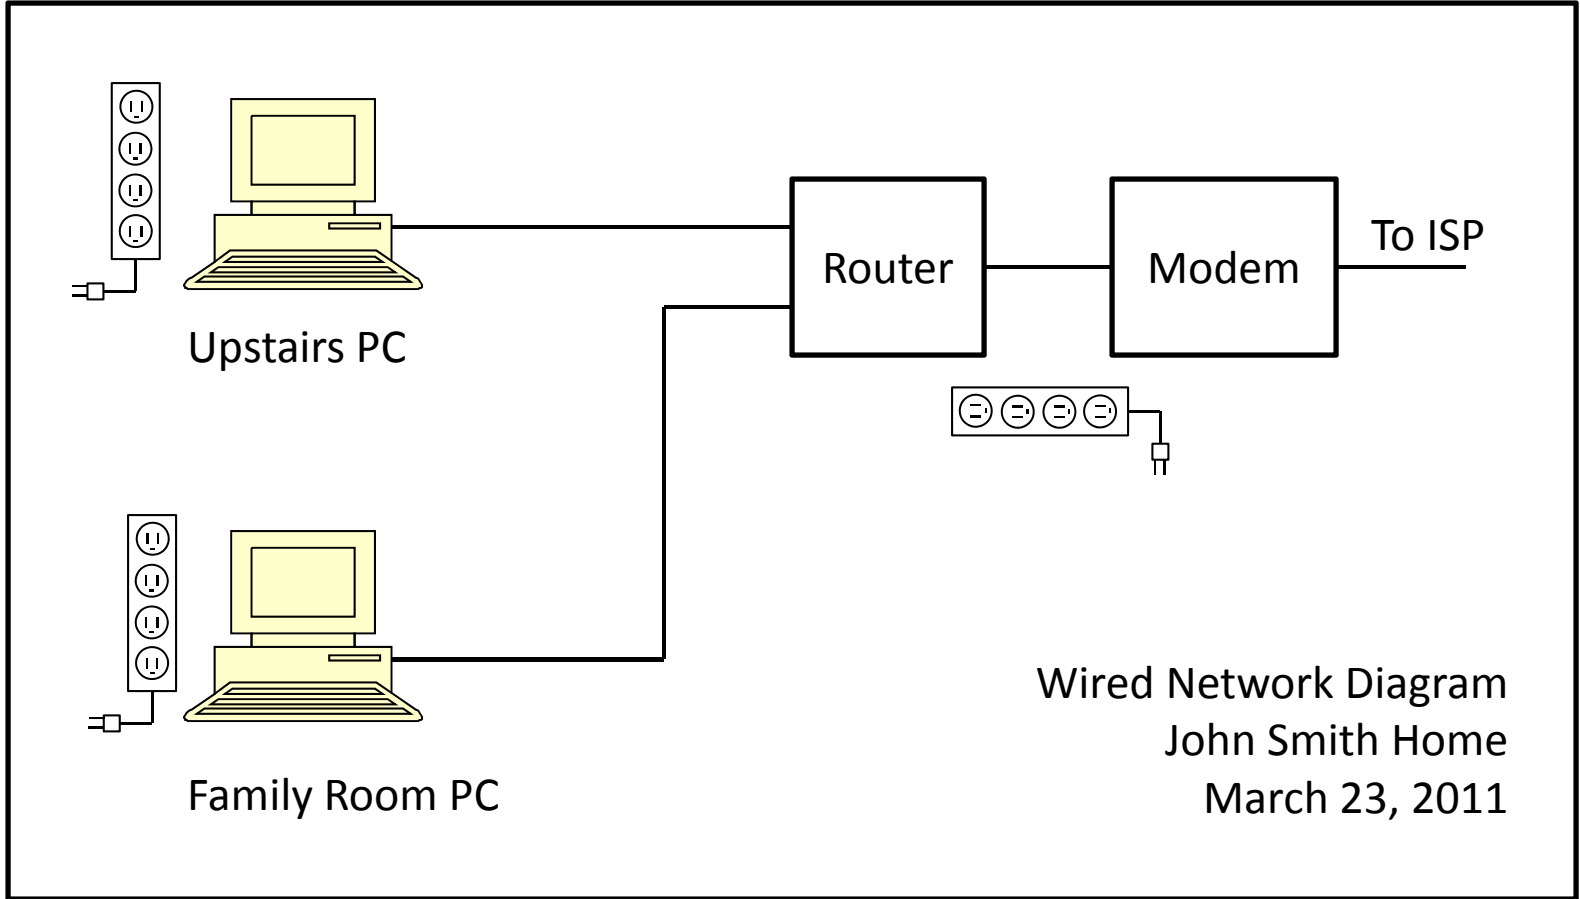 To ISP
Router
Modem
Upstairs PC
Wired Network Diagram
John Smith Home
Family Room PC
March 23, 2011